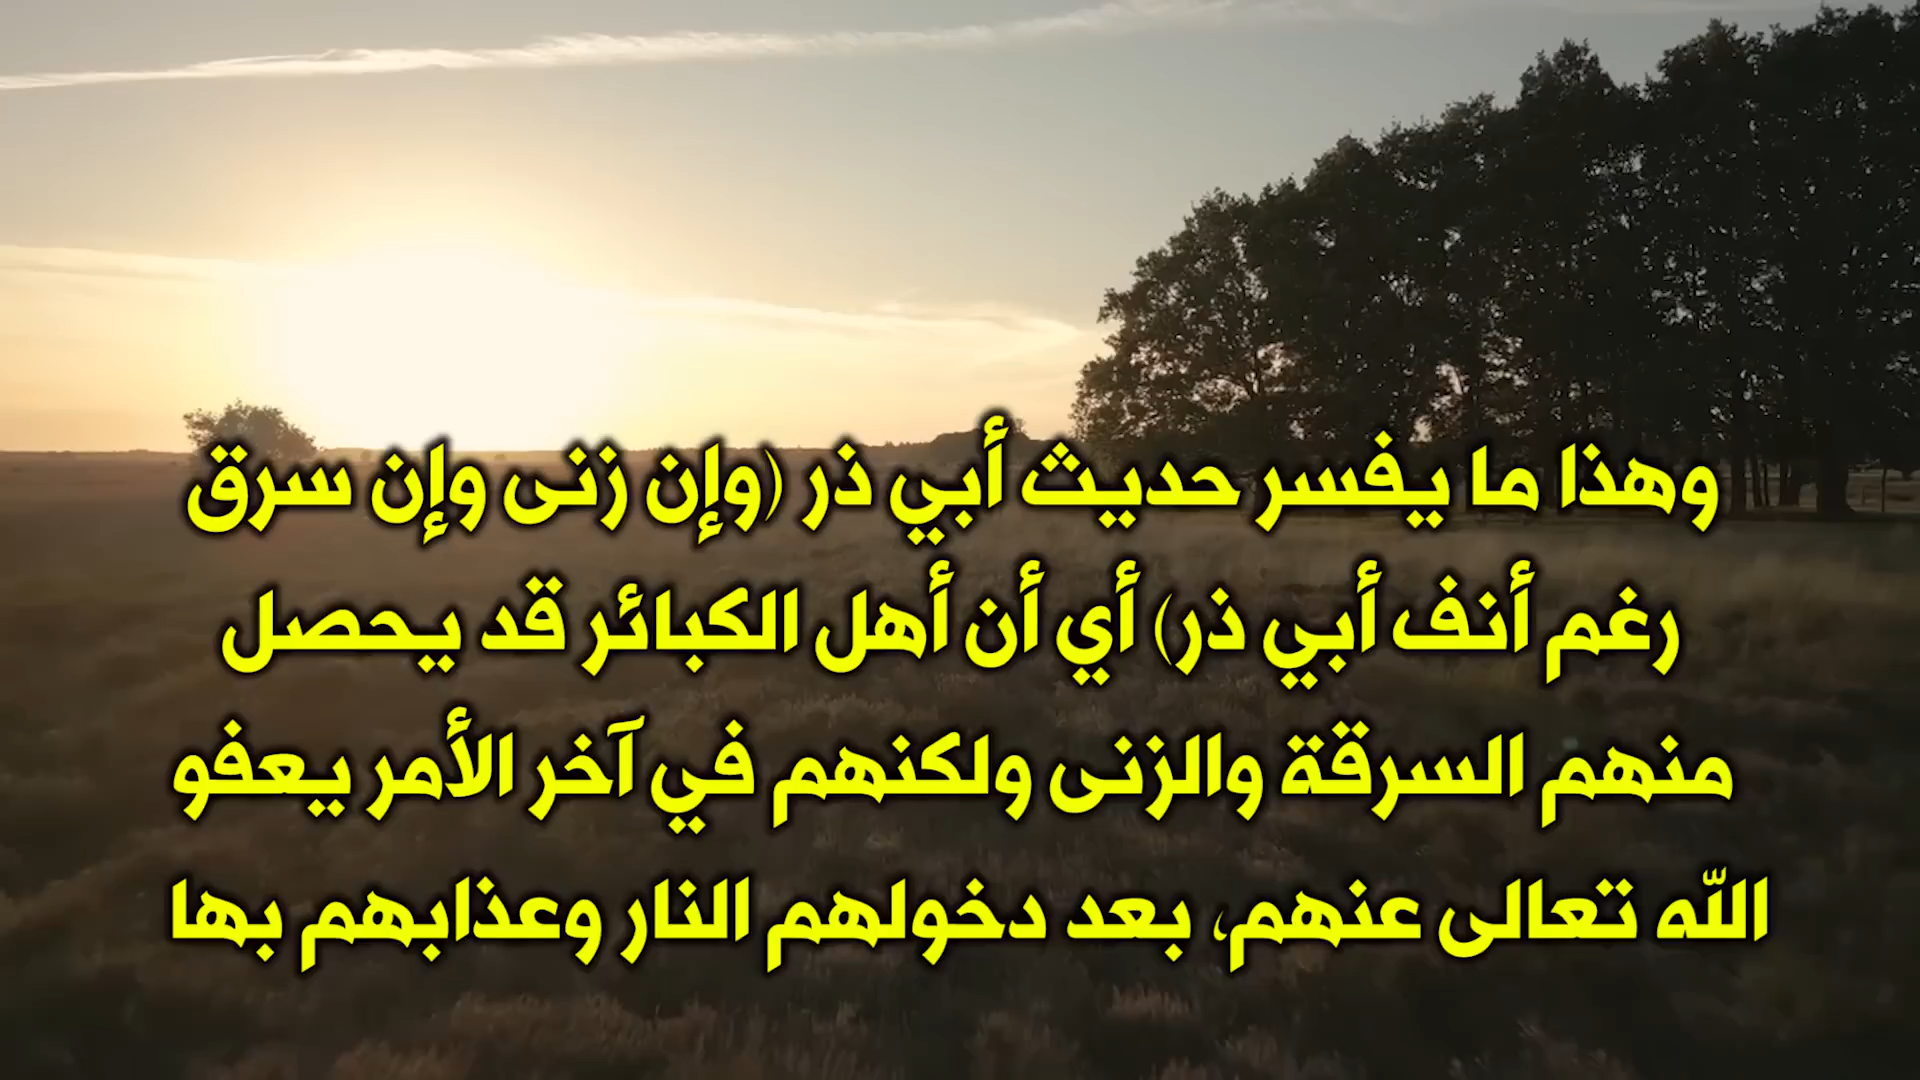 وهذا ما يفسر حديث أبي ذر (وإن زنى وإن سرق
رغم أنف أبي ذر) أي أن أهل الكبائر قد يحصل
منهم السرقة والزنى ولكنهم في آخر الأمر يعفو
الله تعالى عنهم، بعد دخولهم النار وعذابهم بها